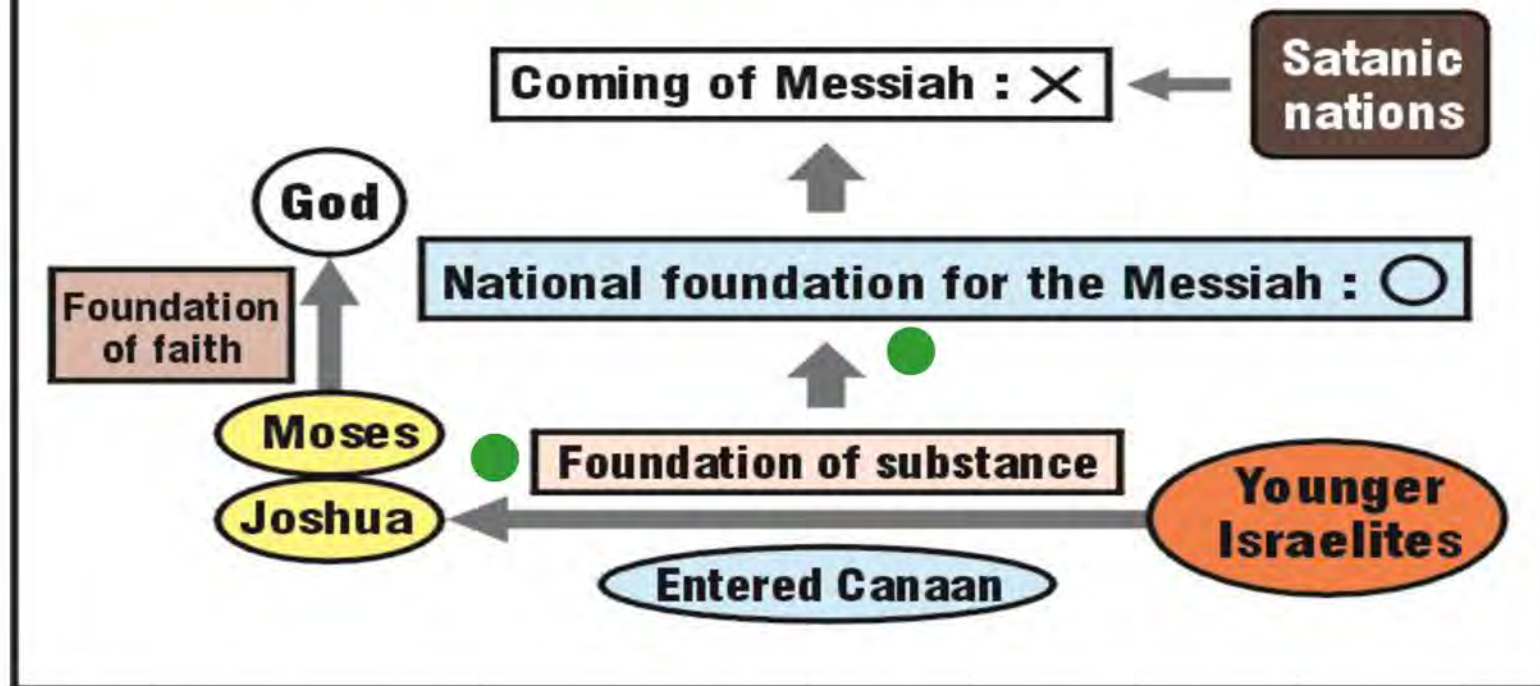 Coming of Messiah : ×
Satanic
nations
God
National foundation for the Messiah : ○
Foundation
of faith
Moses
Foundation of substance
Joshua
Younger
Israelites
Entered Canaan